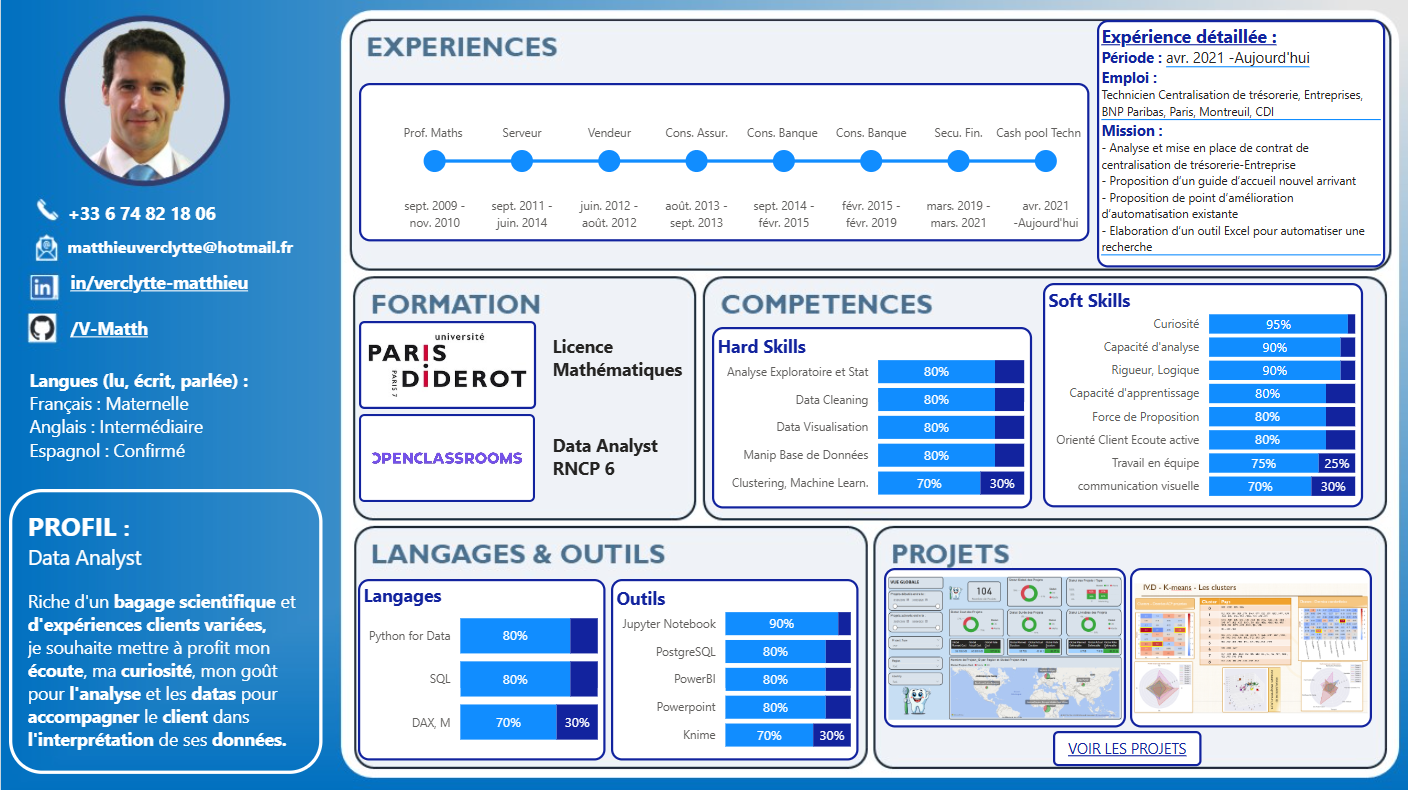 +33 6 74 82 18 06
matthieuverclytte@hotmail.fr
in/verclytte-matthieu
/V-Matth
Langues (lu, écrit, parlée) :
Français : Maternelle
Anglais : Intermédiaire
Espagnol : Confirmé
PROFIL :
Data Analyst
Riche d'un bagage scientifique et
d'expériences clients variées,
je souhaite mettre à profit mon
écoute, ma curiosité, mon goût
pour l'analyse et les datas pour
accompagner le client dans
l'interprétation de ses données.
EXPERIENCES
Prof. Maths
Serveur
Vendeur
Cons. Assur.
Cons. Banque
Cons. Banque
Secu. Fin.
Cash pool Techn
sept. 2009 -
nov. 2010
sept. 2011 -
juin. 2014
juin. 2012 -
août. 2012
août. 2013 -
sept. 2013
sept. 2014 -
févr. 2015
févr. 2015 -
févr. 2019
mars. 2019 -
mars. 2021
avr. 2021
-Aujourd'hui
Expérience détaillée :
Période : avr. 2021 -Aujourd'hui
Emploi :
Technicien Centralisation de trésorerie, Entreprises,
BNP Paribas, Paris, Montreuil, CDI
Mission :
- Analyse et mise en place de contrat de
centralisation de trésorerie-Entreprise
- Proposition d’un guide d’accueil nouvel arrivant
- Proposition de point d’amélioration
d’automatisation existante
- Elaboration d’un outil Excel pour automatiser une
recherche
FORMATION
université
PARIS
DIDEROT
PARIS 7
Licence
Mathématiques
OPENCLASSROOMS
Data Analyst
RNCP 6
COMPETENCES
Hard Skills
Analyse Exploratoire et Stat 80%
Data Cleaning 80%
Data Visualisation 80%
Manip Base de Données 80%
Clustering, Machine Learn. 70% 30%
Soft Skills
Curiosité 95%
Capacité d'analyse 90%
Rigueur, Logique 90%
Capacité d'apprentissage 80%
Force de Proposition 80%
Orienté Client Ecoute active 80%
Travail en équipe 75% 25%
communication visuelle 70% 30%
LANGAGES & OUTILS
Langages
Python for Data 80%
SQL 80%
DAX, M 70% 30%
Outils
Jupyter Notebook 90%
PostgreSQL 80%
PowerBI 80%
Powerpoint 80%
Knime 70% 30%
PROJETS
VUE GLOBALE
104
IVD - K-means - Les clusters
VOIR LES PROJETS